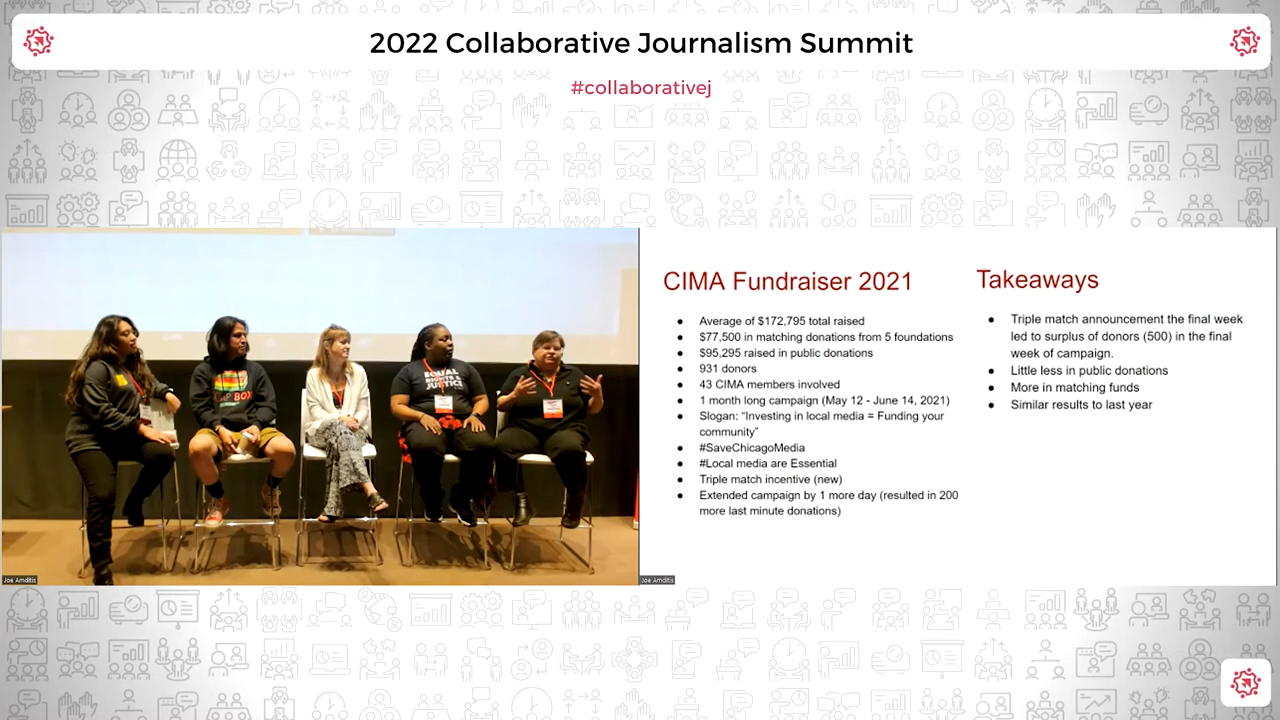 2022 Collaborative Journalism Summit
#collaborativej
EQUAL
RIGHTS &
JUSTICE
BOX
Joe Amditis
CIMA Fundraiser 2021
● Average of $172,795 total raised
● $77,500 in matching donations from 5 foundations
● $95,295 raised in public donations
● 931 donors
● 43 CIMA members involved
● 1 month long campaign (May 12 - June 14, 2021)
● Slogan: “Investing in local media = Funding your
community”
● #SaveChicagoMedia
● #Local media are Essential
● Triple match incentive (new)
● Extended campaign by 1 more day (resulted in 200
more last minute donations)
Takeaways
● Triple match announcement the final week
led to surplus of donors (500) in the final
week of campaign.
● Little less in public donations
● More in matching funds
● Similar results to last year
Joe Amditis